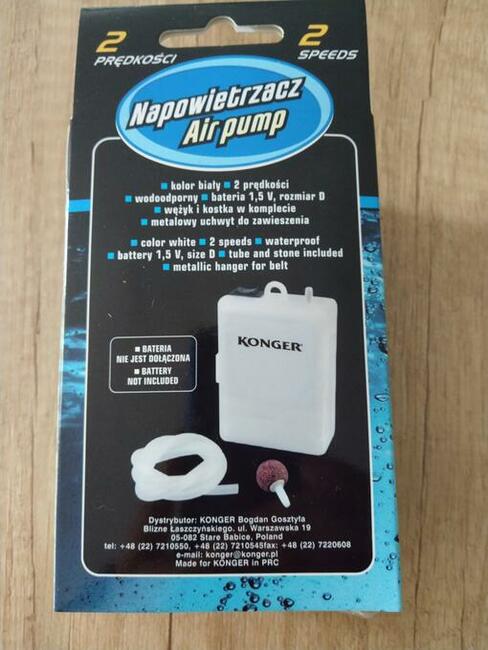 2 PRĘDKOŚCI
2 SPEEDS
Napowietrzacz
Air pump
■ kolor biały ■ 2 prędkości
■ wodoodporny ■ bateria 1,5 V, rozmiar D
■ wężyk i kostka w komplecie
■ metalowy uchwyt do zawieszenia
■ color white ■ 2 speeds ■ waterproof
■ battery 1,5 V, size D ■ tube and stone included
■ metallic hanger for belt
■ BATERIA
NIE JEST DOŁĄCZONA
■ BATTERY
NOT INCLUDED
KONGER
Dystrybutor: KONGER Bogdan Gosztyła
Blizne Łaszczyńskiego. ul. Warszawska 19
05-082 Stare Babice, Poland
tel: +48 (22) 7210550, +48 (22) 7210545fax: +48 (22) 7220608
e-mail: konger@konger.pl
Made for KONGER in PRC